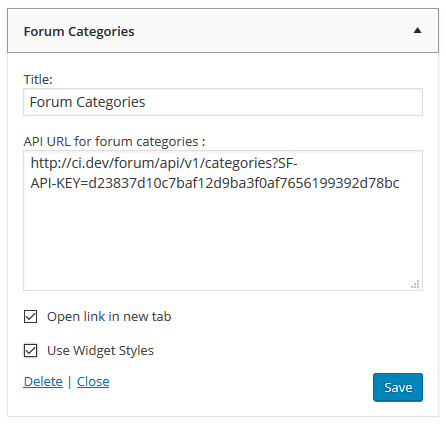 Forum Categories
Title:
Forum Categories
API URL for forum categories :
http://ci.dev/forum/api/v1/categories?SF-
API-KEY=d23837d10c7baf12d9ba3f0af7656199392d78bc
Open link in new tab
Use Widget Styles
Delete | Close
Save